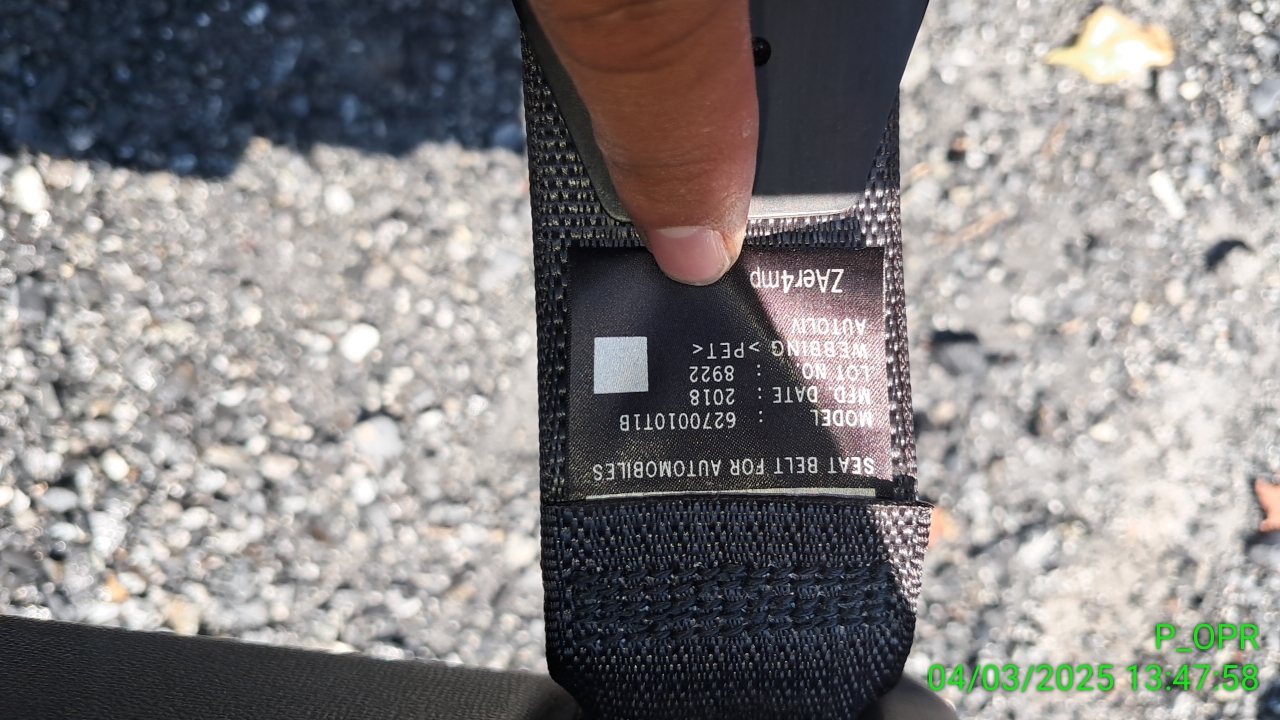 SEAT BELT FOR AUTOMOBILES
MODEL : 6270010T1B
MFD DATE : 2018
LOT NO : 8922
WEBBING >PET<
AUTOLIV
ZAer4mp
P_OPR
04/03/2025 13:47:58